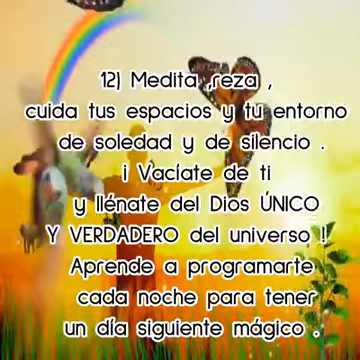 12) Medita ,reza ,
cuida tus espacios y tu entorno
de soledad y de silencio .
¡ Vacíate de ti
y llénate del Dios ÚNICO
Y VERDADERO del universo !
Aprende a programarte
cada noche para tener
un día siguiente mágico .